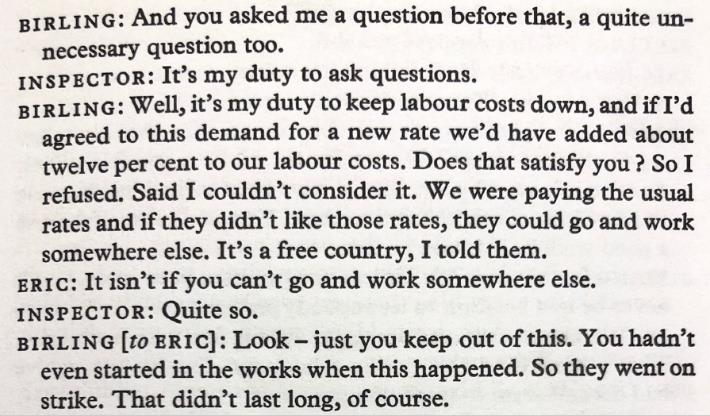 BIRLING: And you asked me a question before that, a quite un-
necessary question too.
INSPECTOR: It's my duty to ask questions.
BIRLING: Well, it's my duty to keep labour costs down, and if I'd
agreed to this demand for a new rate we'd have added about
twelve per cent to our labour costs. Does that satisfy you ? So I
refused. Said I couldn't consider it. We were paying the usual
rates and if they didn't like those rates, they could go and work
somewhere else. It's a free country, I told them.
ERIC: It isn't if you can't go and work somewhere else.
INSPECTOR: Quite so.
BIRLING [to ERIC]: Look – just you keep out of this. You hadn't
even started in the works when this happened. So they went on
strike. That didn't last long, of course.